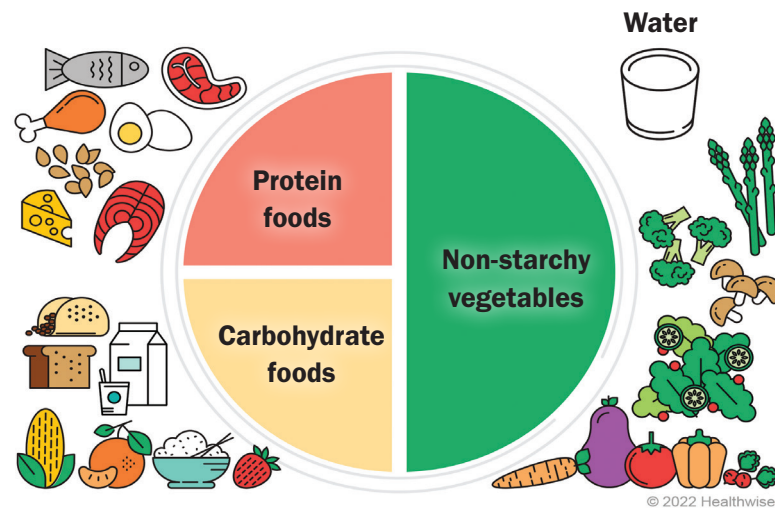 Water
Protein
foods
Non-starchy
vegetables
Carbohydrate
foods
© 2022 Healthwise